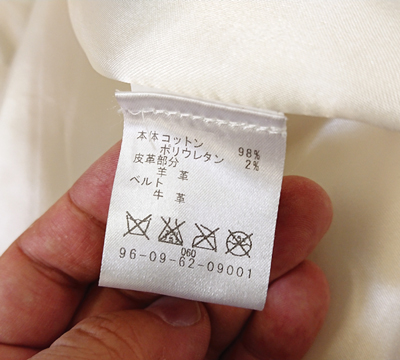 本体 コットン 98%
ポリウレタン 2%
皮革部分
羊 革
ベルト
牛 革
060
96-09-62-09001